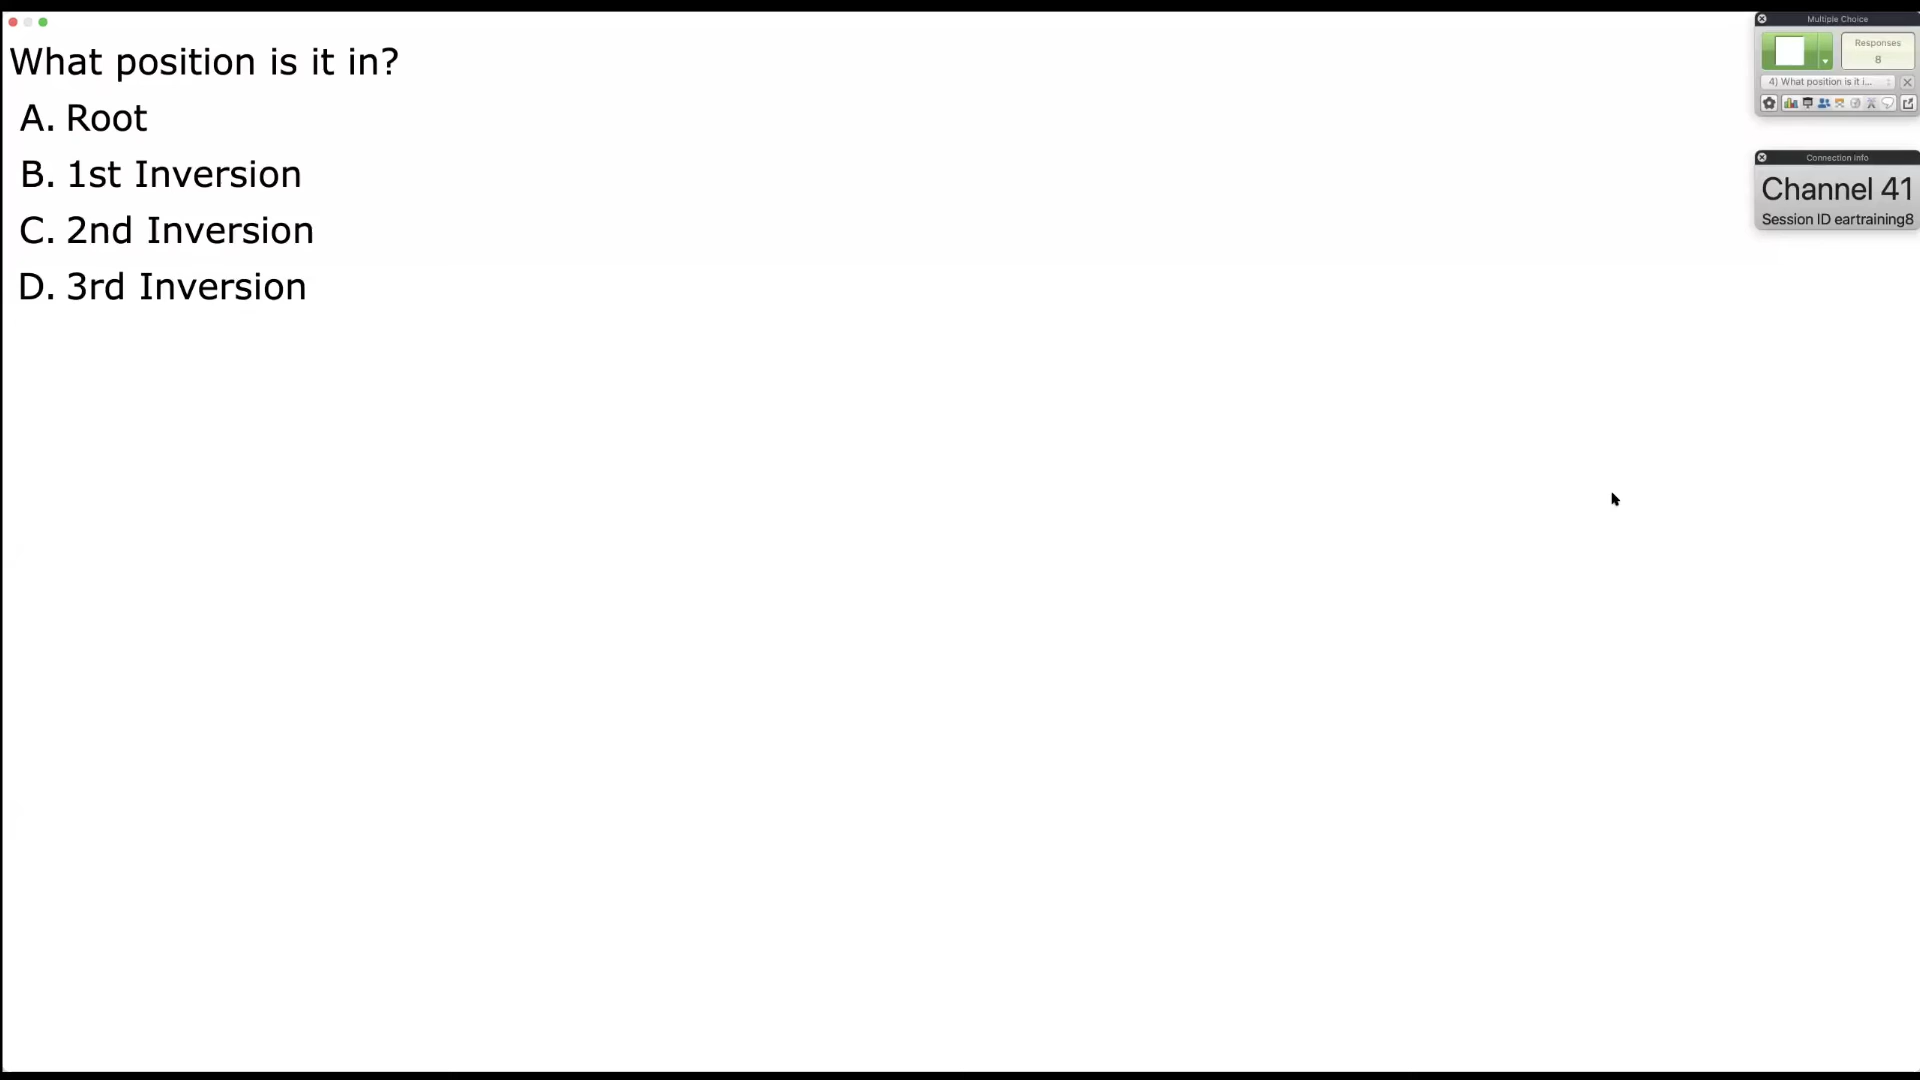 What position is it in?
A. Root
B. 1st Inversion
C. 2nd Inversion
D. 3rd Inversion
Multiple Choice
Responses
8
4) What position is it i...
Connection Info
Channel 41
Session ID eartraining8